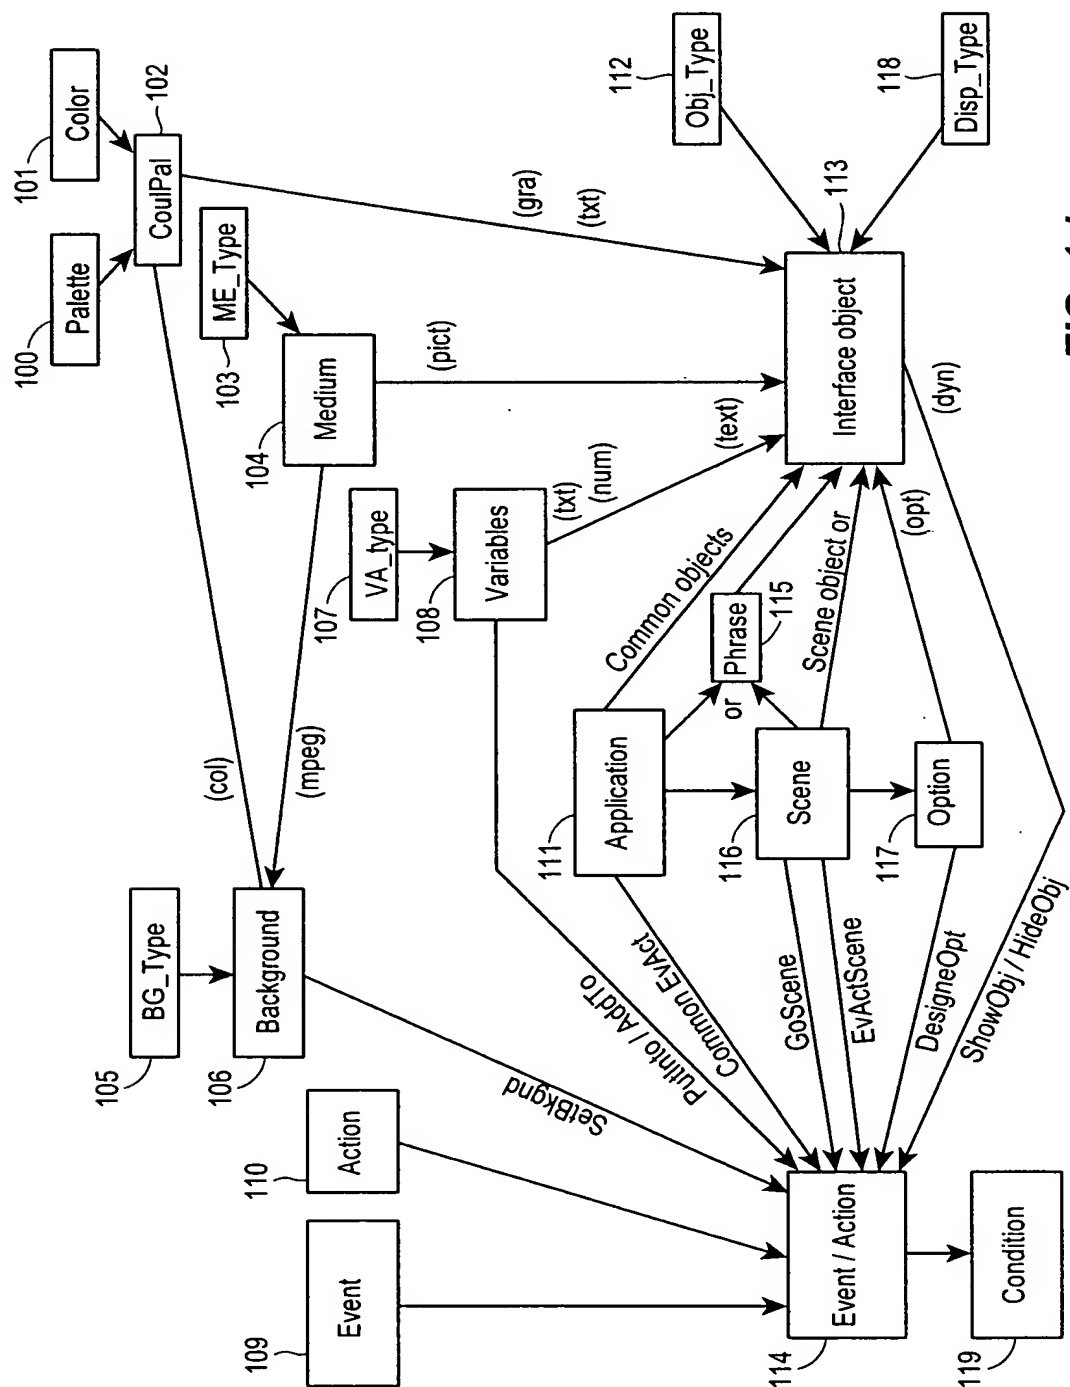 100
Palette
101
Color
CoulPal
102
105
BG_Type
103
ME_Type
(col)
106
Background
(mpeg)
104
Medium
109
Event
110
Action
107
VA_type
(pict)
(gra)
(txt)
108
Variables
SetBkgnd
(txt)
(num)
(text)
PutInto / AddTo
111
Application
Common objects
Common EvAct
or
Phrase
115
112
Obj_Type
116
Scene
GoScene
EvActScene
Scene object or
114
Event / Action
Interface object
113
DesigneOpt
117
Option
(opt)
118
Disp_Type
(dyn)
ShowObj / HideObj
119
Condition
FIG.